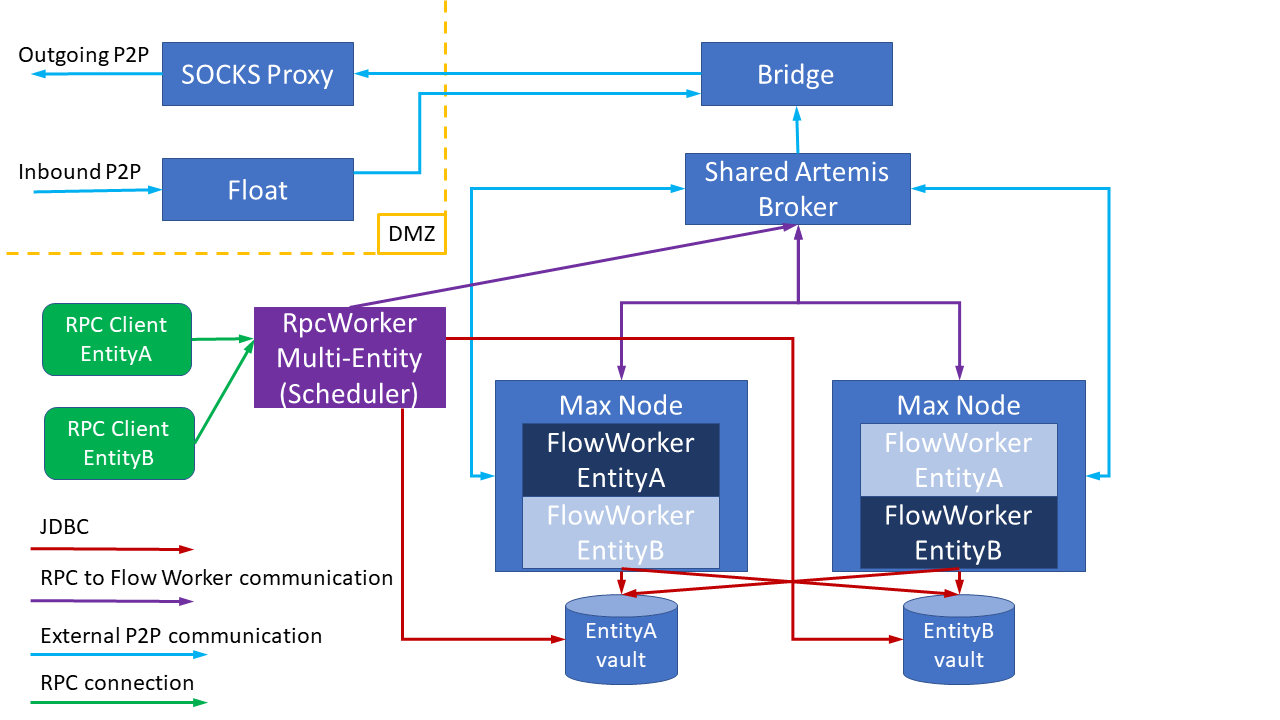 Outgoing P2P
SOCKS Proxy
Bridge
Inbound P2P
Float
Shared Artemis
Broker
DMZ
RPC Client
EntityA
RpcWorker
Multi-Entity
(Scheduler)
RPC Client
EntityB
Max Node
FlowWorker
EntityA
FlowWorker
EntityB
Max Node
FlowWorker
EntityA
FlowWorker
EntityB
JDBC
RPC to Flow Worker communication
External P2P communication
RPC connection
EntityA
vault
EntityB
vault